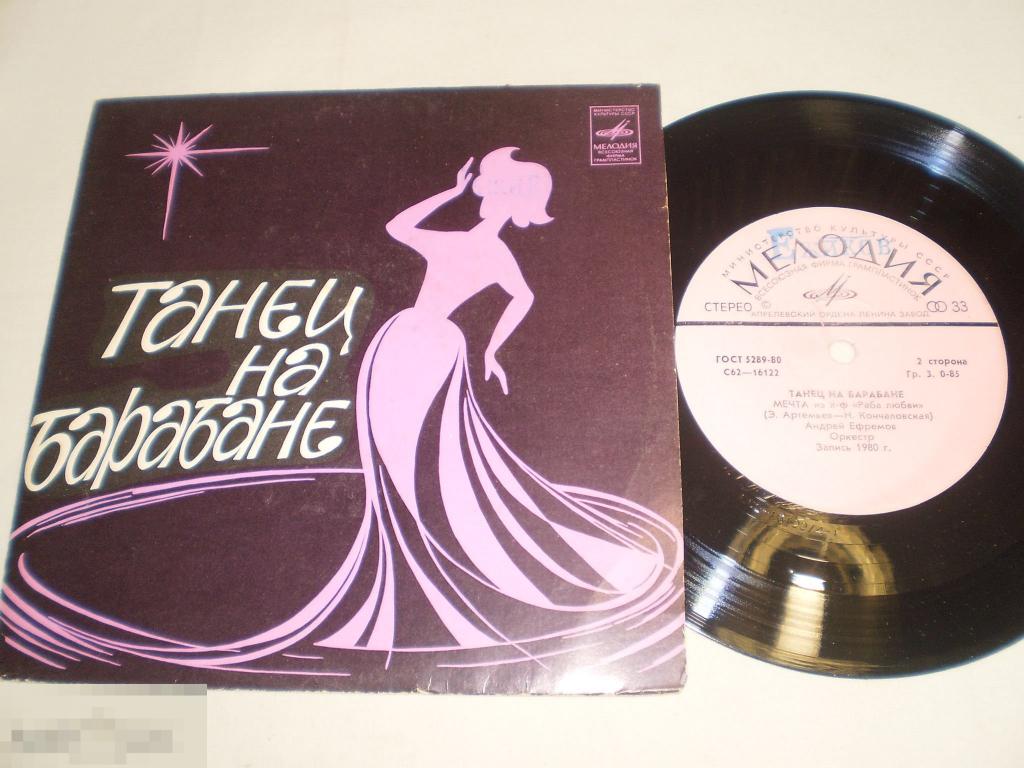 МИНИСТЕРСТВО
КУЛЬТУРЫ СССР
МЕЛОДИЯ
ВСЕСОЮЗНАЯ
ФИРМА
ГРАМПЛАСТИНОК
ТАНЕЦ
НА
БАРАБАНЕ
МИНИСТЕРСТВО КУЛЬТУРЫ СССР
МЕЛОДИЯ
ВСЕСОЮЗНАЯ ФИРМА ГРАМПЛАСТИНОК
СТЕРЕО
33
АПРЕЛЕВСКИЙ ОРДЕНА ЛЕНИНА ЗАВОД
ГОСТ 5289-80
2 сторона
С62—16122
Гр. 3. 0-85
ТАНЕЦ НА БАРАБАНЕ
МЕЧТА из х-ф «Раба любви»
(Э. Артемьев—Н. Кончаловская)
Андрей Ефремов
Оркестр
Запись 1980 г.